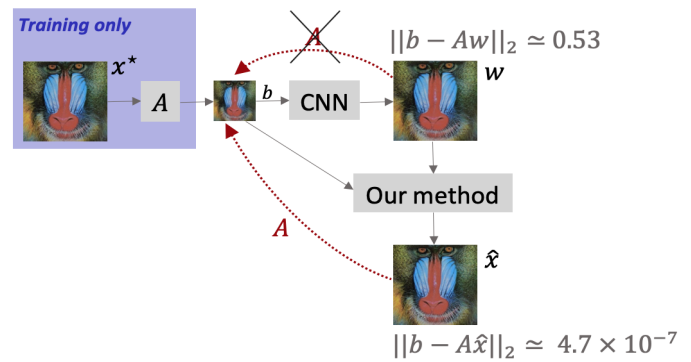 Training only
x⋆
A
||b − Aw||₂ ≃ 0.53
A
b
CNN
w
Our method
A
x̂
||b − Ax̂||₂ ≃ 4.7 × 10⁻⁷